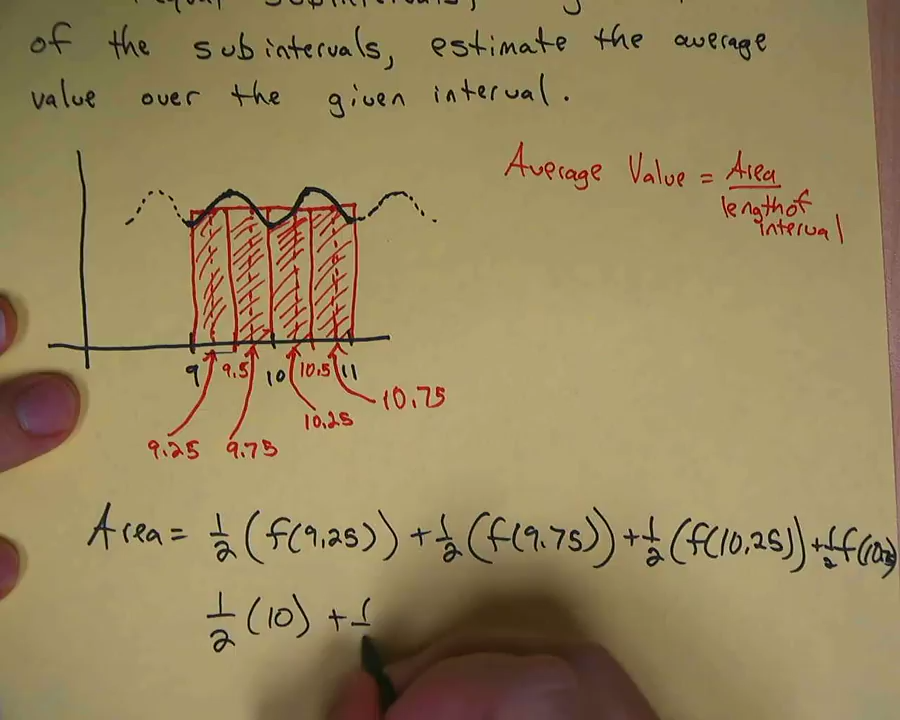 of the subintervals, estimate the average
value over the given interval.
Average Value = Area
length of
interval
9 9.5 10 10.5 11
10.75
10.25
9.25 9.75
Area = 1/2 (f(9.25)) + 1/2 (f(9.75)) + 1/2 (f(10.25)) + 1/2 f(10.
1/2 (10) + 1